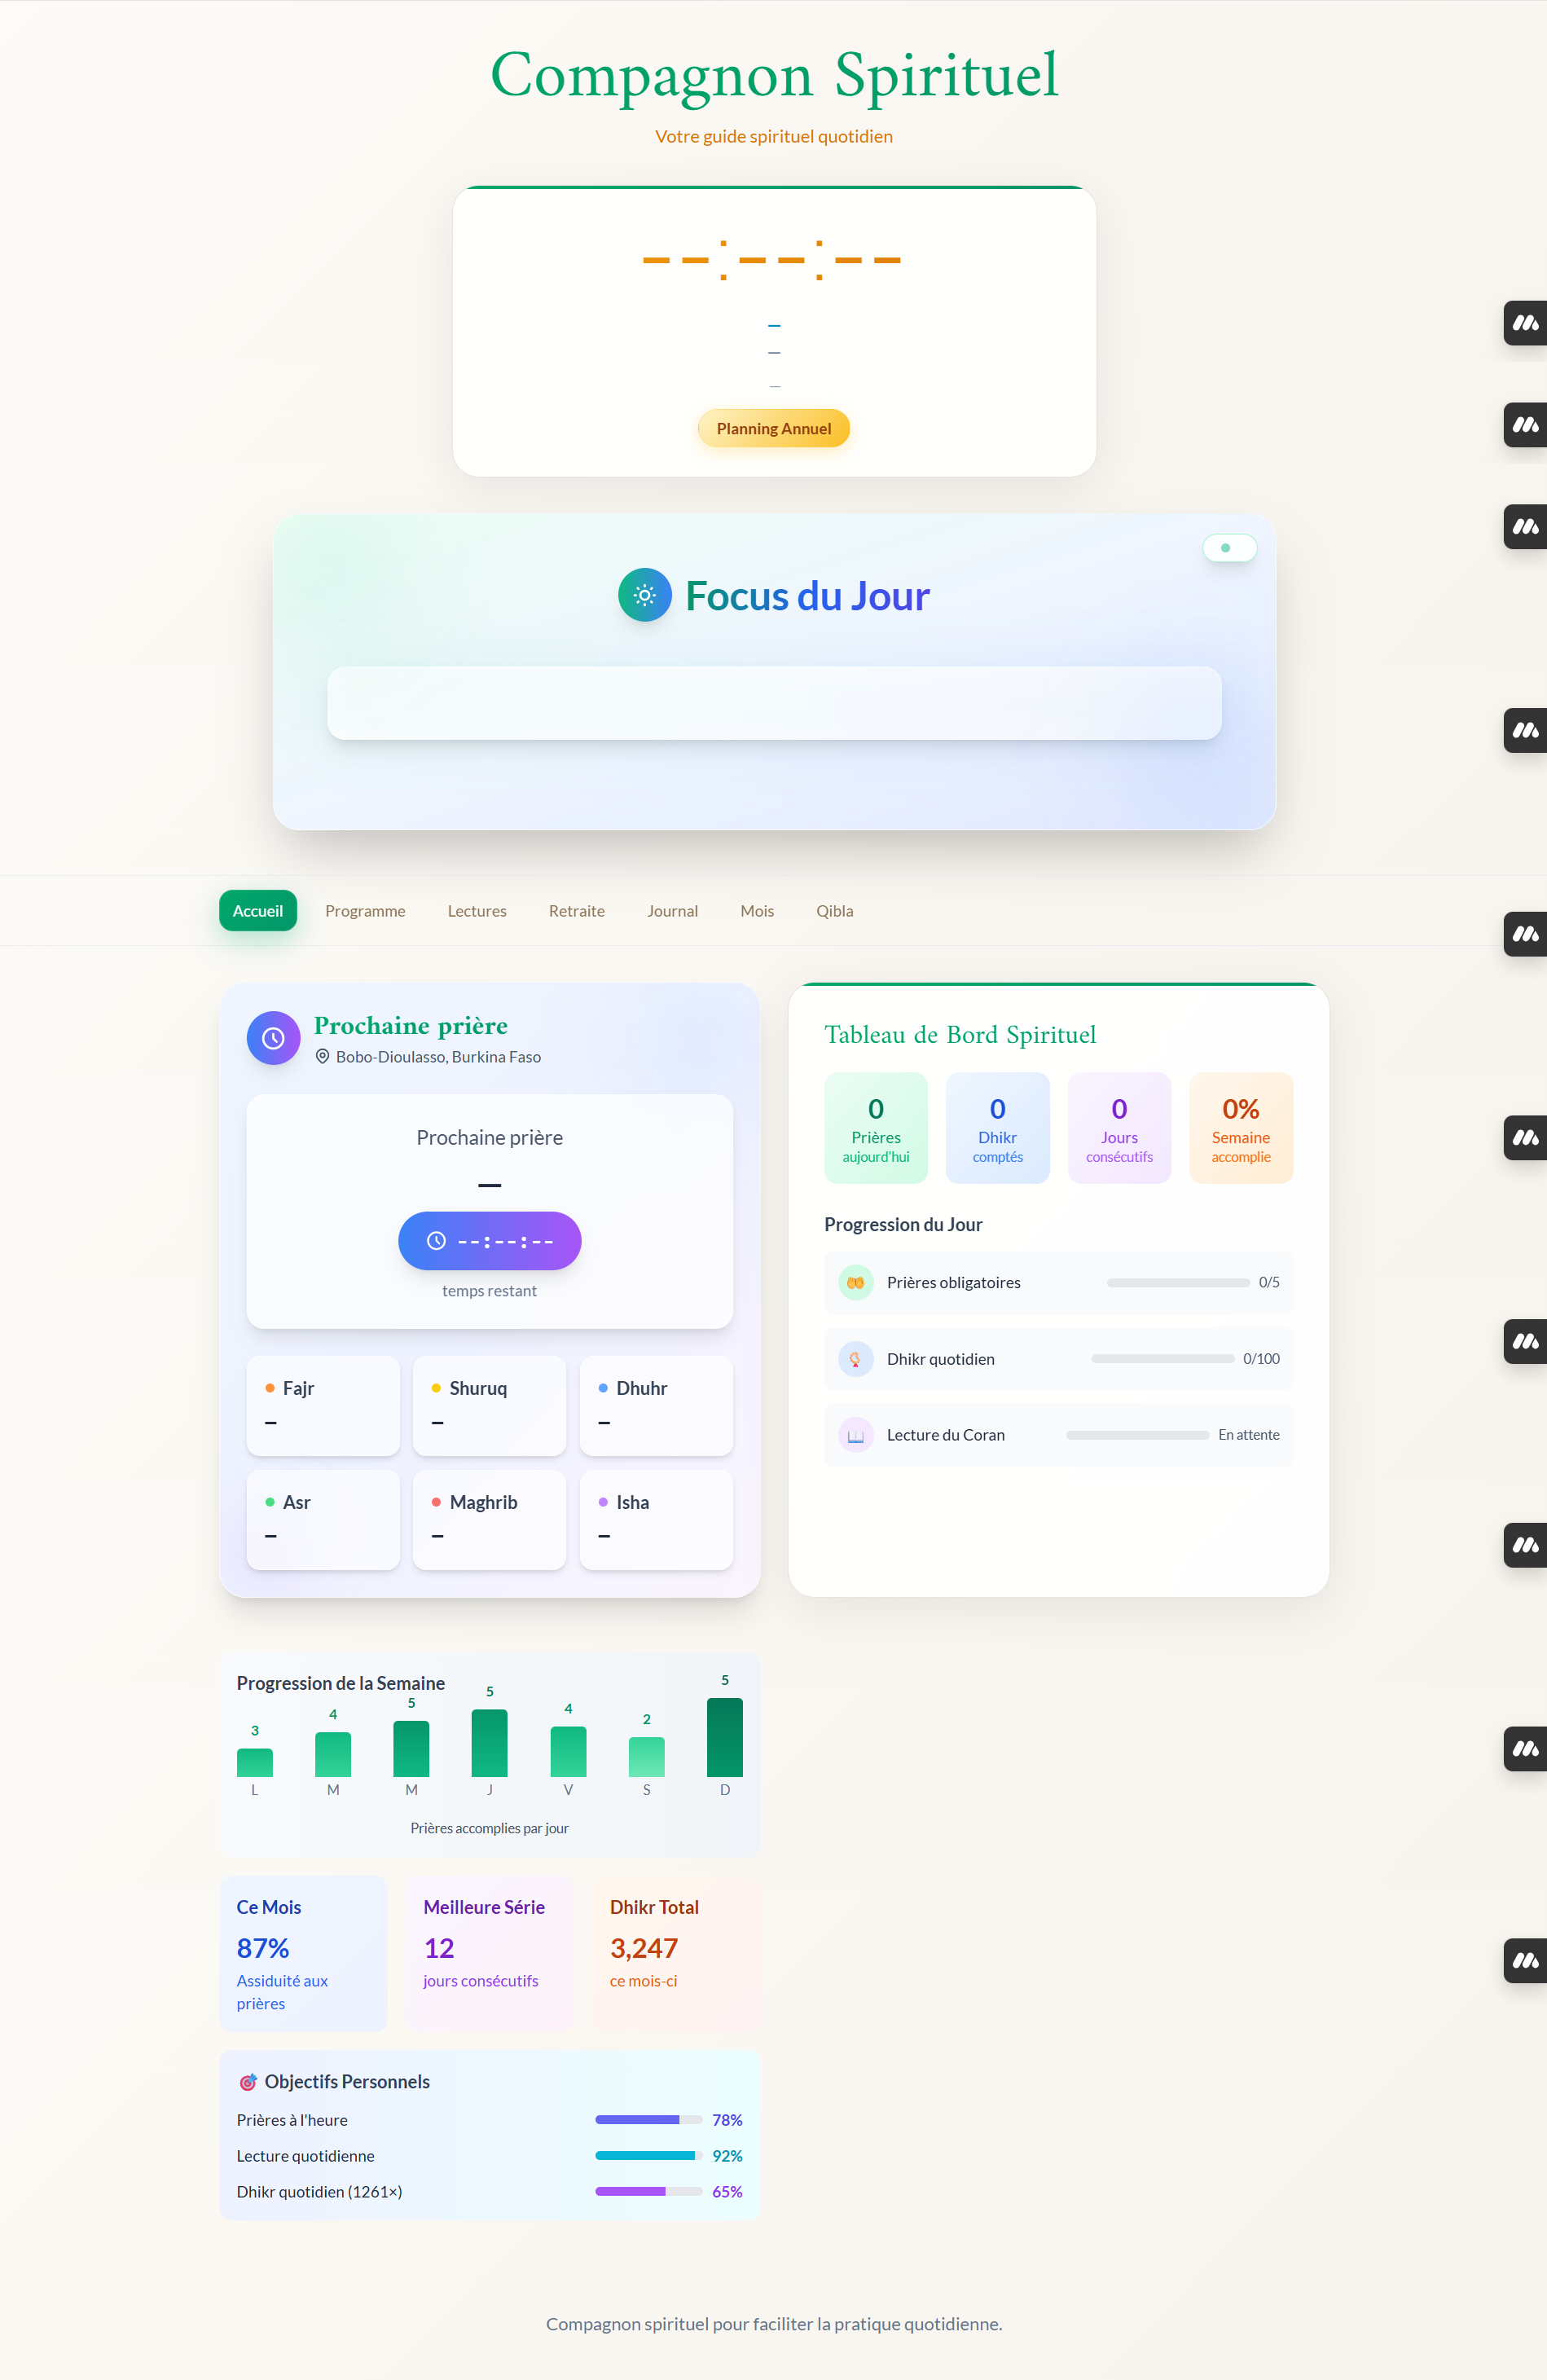 Compagnon Spirituel
Votre guide spirituel quotidien
--:--:--
—
—
—
Planning Annuel
Focus du Jour
Accueil
Programme
Lectures
Retraite
Journal
Mois
Qibla
Prochaine prière
Bobo-Dioulasso, Burkina Faso
Prochaine prière
—
--:--:--
temps restant
Fajr
—
Shuruq
—
Dhuhr
—
Asr
—
Maghrib
—
Isha
—
Tableau de Bord Spirituel
0
Prières
aujourd'hui
0
Dhikr
comptés
0
Jours
consécutifs
0%
Semaine
accomplie
Progression du Jour
Prières obligatoires
0/5
Dhikr quotidien
0/100
Lecture du Coran
En attente
Progression de la Semaine
3
4
5
5
4
2
5
L
M
M
J
V
S
D
Prières accomplies par jour
Ce Mois
87%
Assiduité aux
prières
Meilleure Série
12
jours consécutifs
Dhikr Total
3,247
ce mois-ci
🎯 Objectifs Personnels
Prières à l'heure
78%
Lecture quotidienne
92%
Dhikr quotidien (1261×)
65%
Compagnon spirituel pour faciliter la pratique quotidienne.